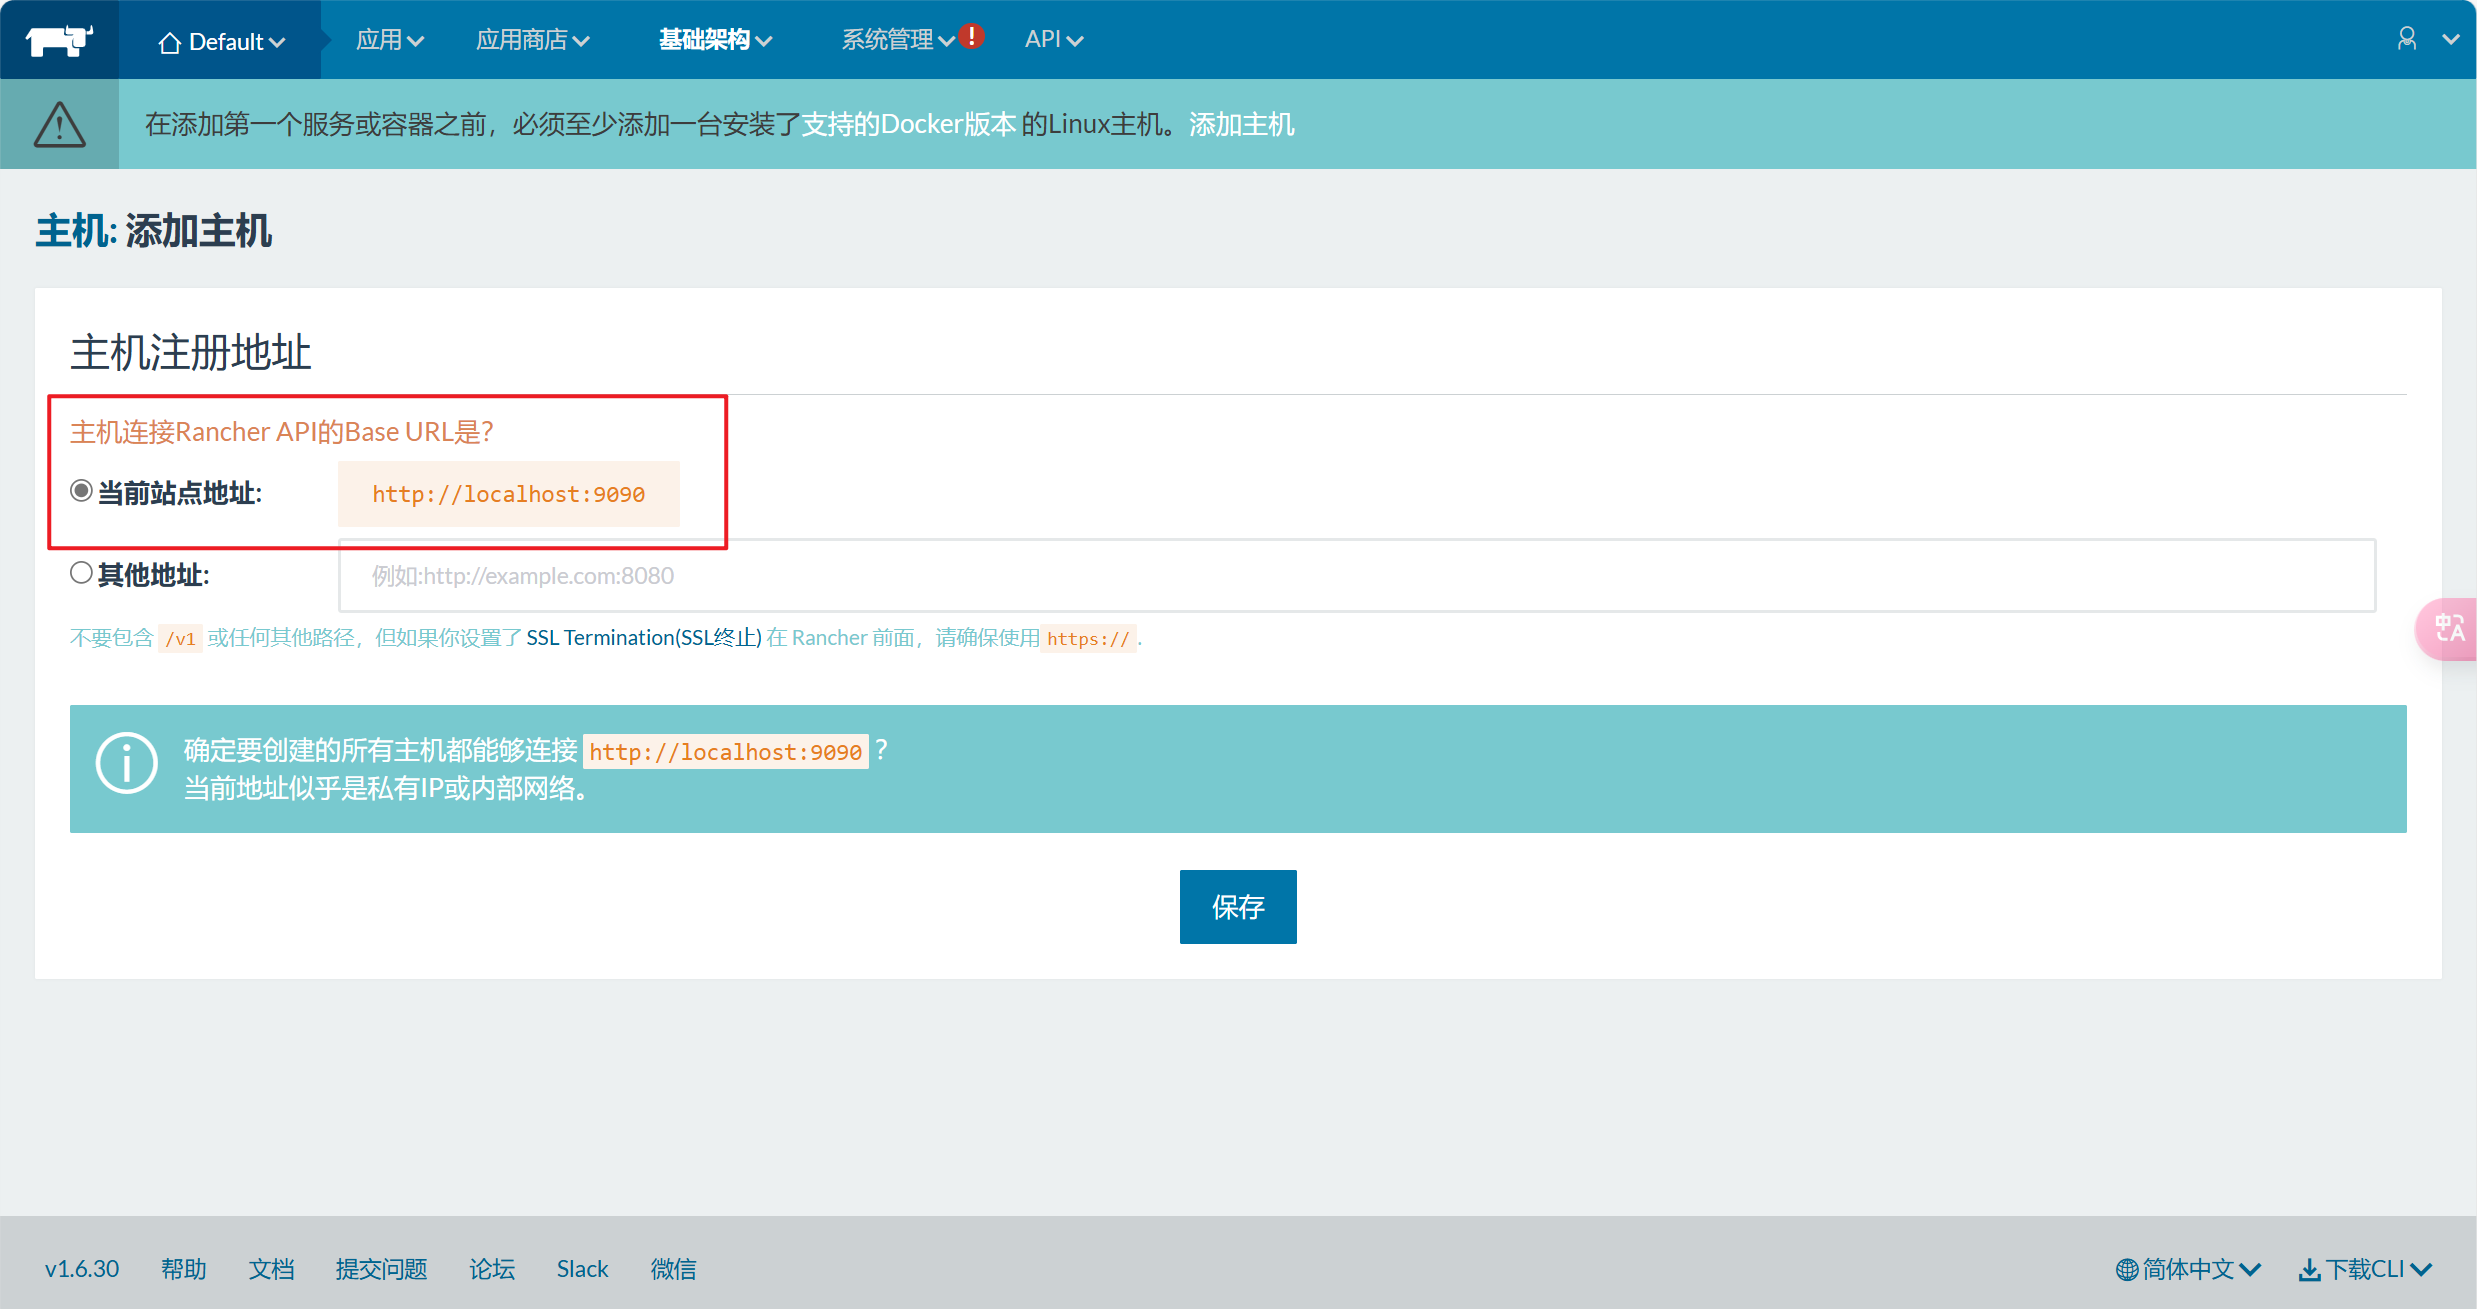 Default 应用 应用商店 基础架构 系统管理 ! API
在添加第一个服务或容器之前，必须至少添加一台安装了支持的Docker版本 的Linux主机。添加主机
主机: 添加主机
主机注册地址
主机连接Rancher API的Base URL是?
当前站点地址: http://localhost:9090
其他地址: 例如:http://example.com:8080
不要包含 /v1 或任何其他路径，但如果你设置了 SSL Termination(SSL终止) 在 Rancher 前面，请确保使用 https:// .
中A
确定要创建的所有主机都能够连接 http://localhost:9090 ？
当前地址似乎是私有IP或内部网络。
保存
v1.6.30 帮助 文档 提交问题 论坛 Slack 微信 简体中文 下载CLI